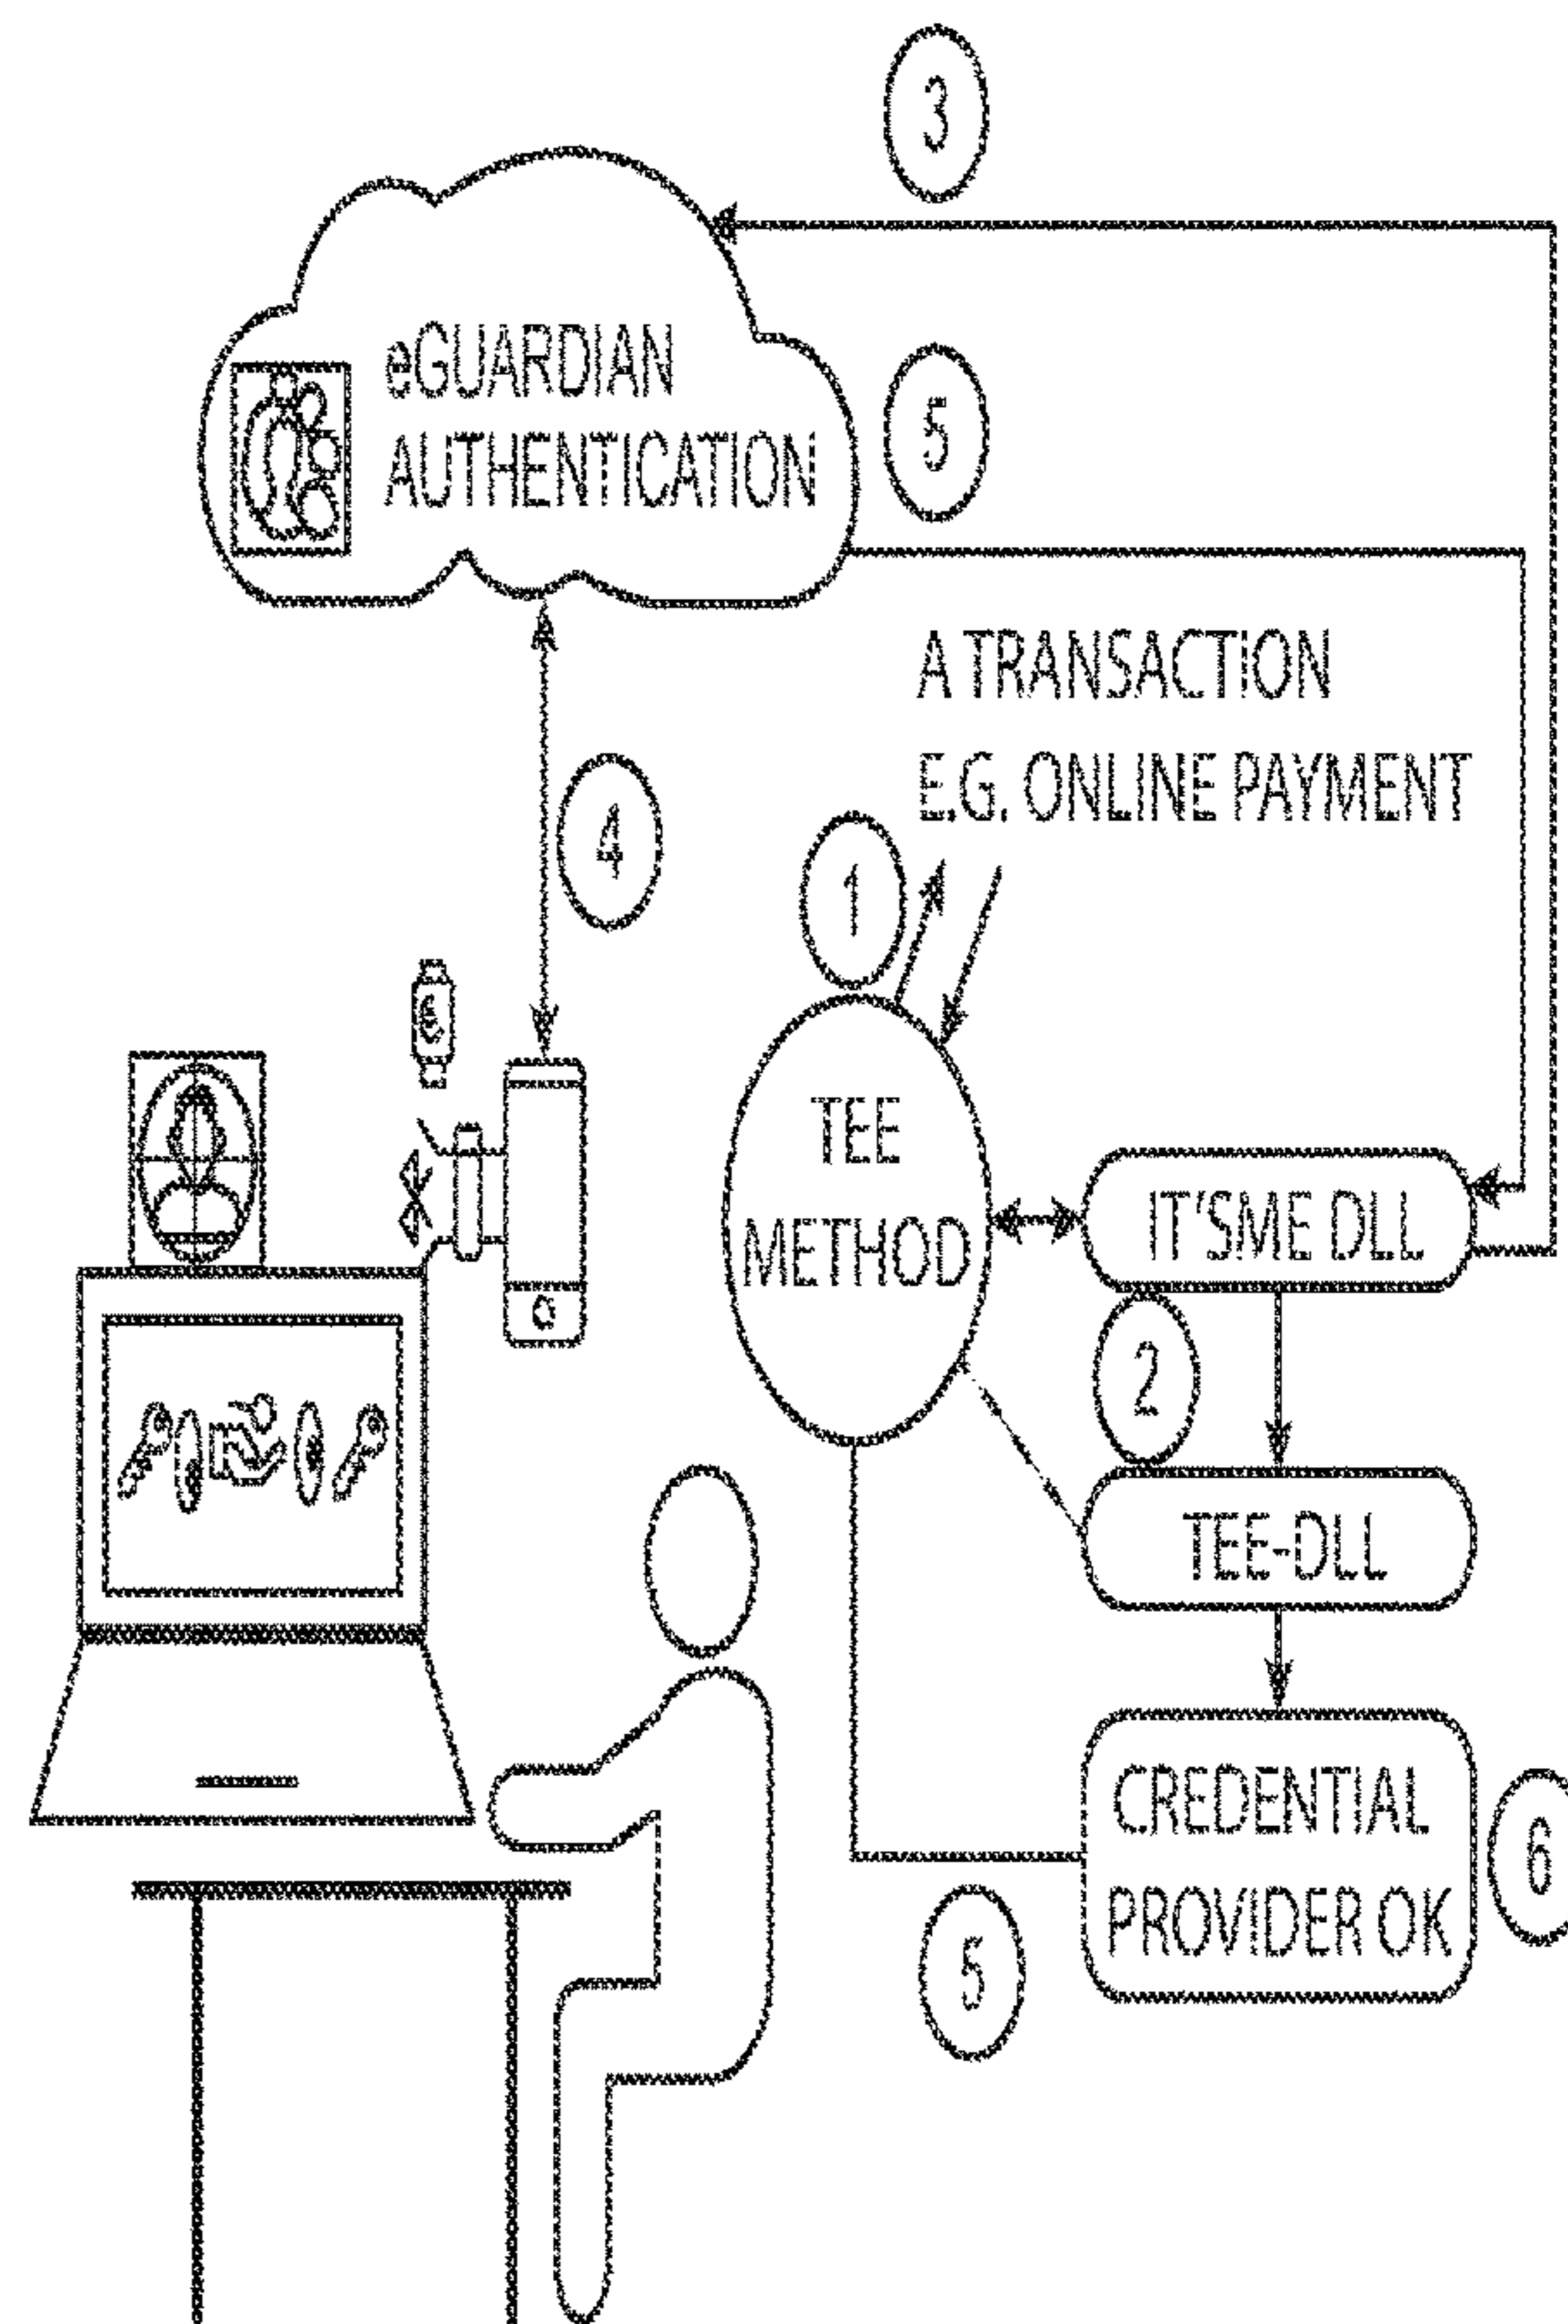 3
eGUARDIAN
AUTHENTICATION
5
A TRANSACTION
E.G. ONLINE PAYMENT
4
1
TEE
METHOD
IT'SME DLL
2
TEE-DLL
CREDENTIAL
PROVIDER OK
6
5